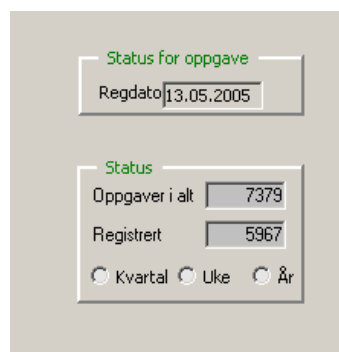 Status for oppgave
Regdato 13.05.2005
Status
Oppgaver i alt 7379
Registrert 5967
Kvartal Uke År